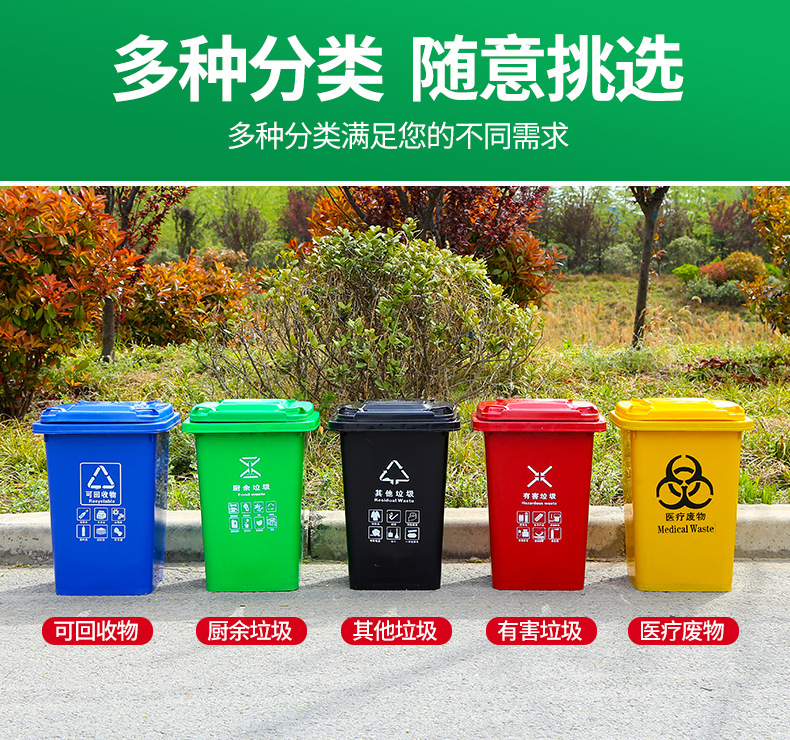 多种分类 随意挑选
多种分类满足您的不同需求
可回收物
Recyclable
厨余垃圾
Food waste
其他垃圾
Residual Waste
有害垃圾
Hazardous waste
医疗废物
Medical Waste
可回收物
厨余垃圾
其他垃圾
有害垃圾
医疗废物